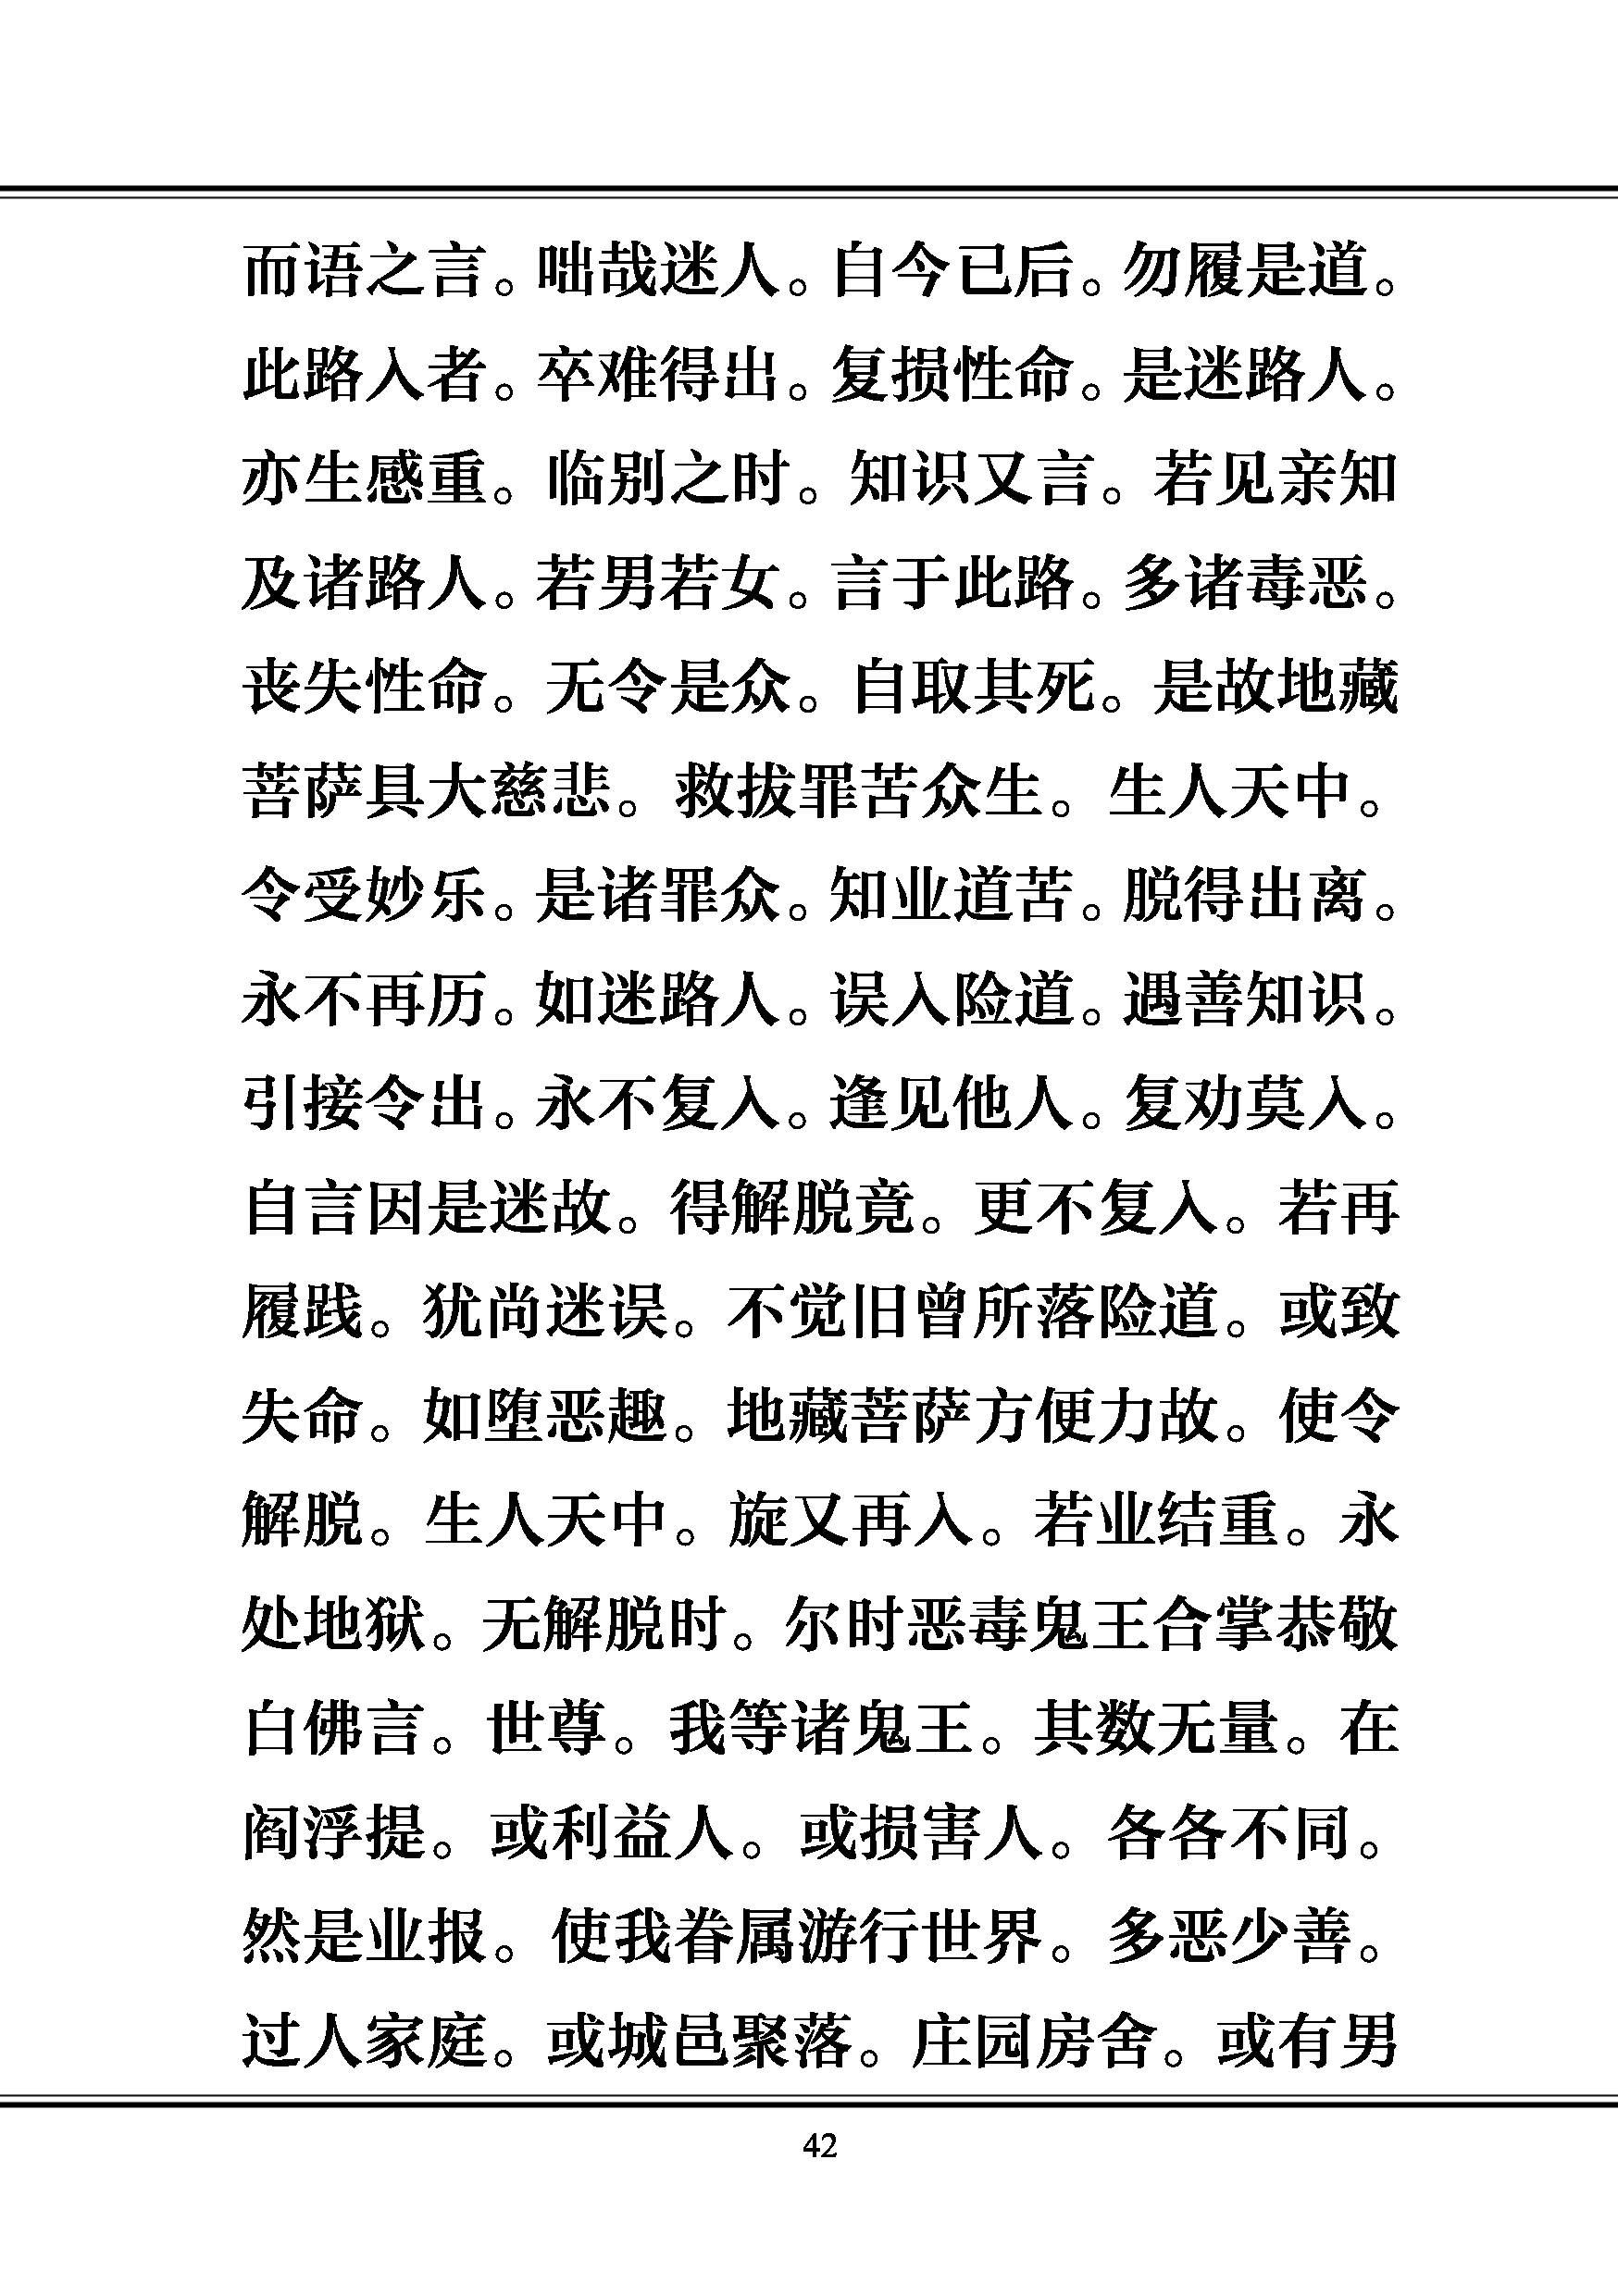 而语之言。咄哉迷人。自今已后。勿履是道。
此路入者。卒难得出。复损性命。是迷路人。
亦生感重。临别之时。知识又言。若见亲知
及诸路人。若男若女。言于此路。多诸毒恶。
丧失性命。无令是众。自取其死。是故地藏
菩萨具大慈悲。救拔罪苦众生。生人天中。
令受妙乐。是诸罪众。知业道苦。脱得出离。
永不再历。如迷路人。误入险道。遇善知识。
引接令出。永不复入。逢见他人。复劝莫入。
自言因是迷故。得解脱竟。更不复入。若再
履践。犹尚迷误。不觉旧曾所落险道。或致
失命。如堕恶趣。地藏菩萨方便力故。使令
解脱。生人天中。旋又再入。若业结重。永
处地狱。无解脱时。尔时恶毒鬼王合掌恭敬
白佛言。世尊。我等诸鬼王。其数无量。在
阎浮提。或利益人。或损害人。各各不同。
然是业报。使我眷属游行世界。多恶少善。
过人家庭。或城邑聚落。庄园房舍。或有男
42